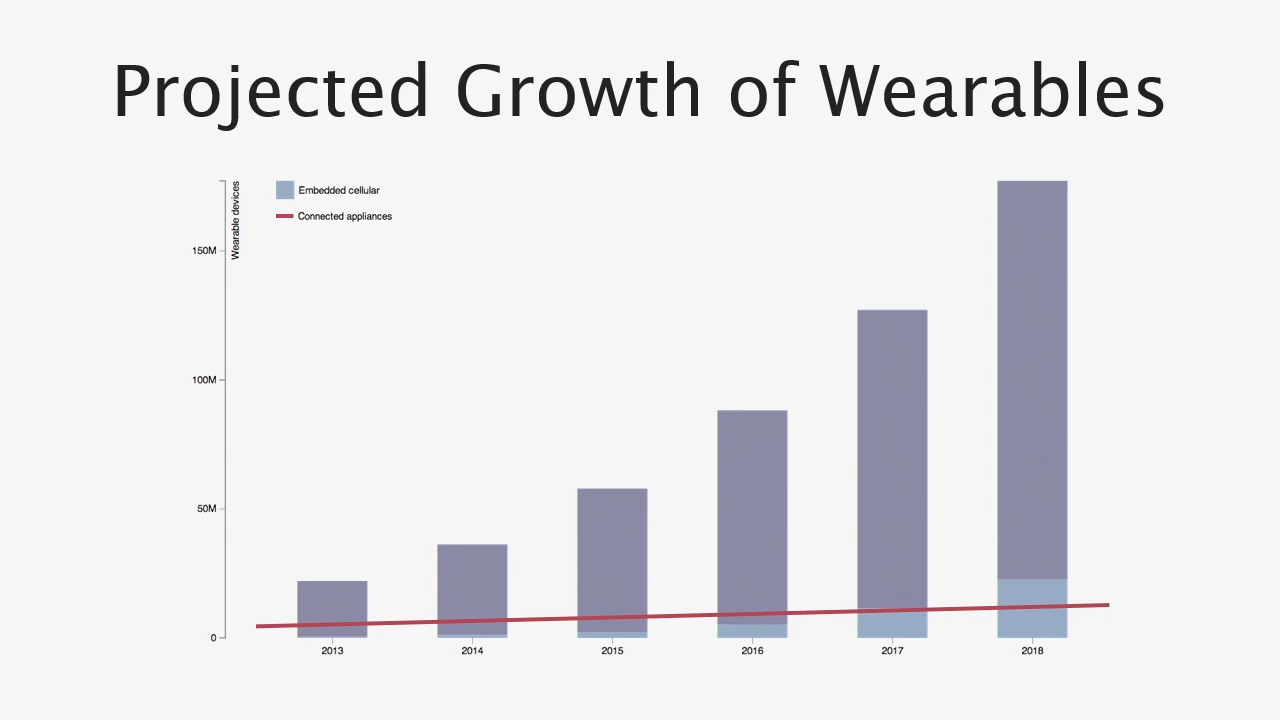 Projected Growth of Wearables
Wearable devices
Embedded cellular
Connected appliances
150M
100M
50M
0
2013 2014 2015 2016 2017 2018